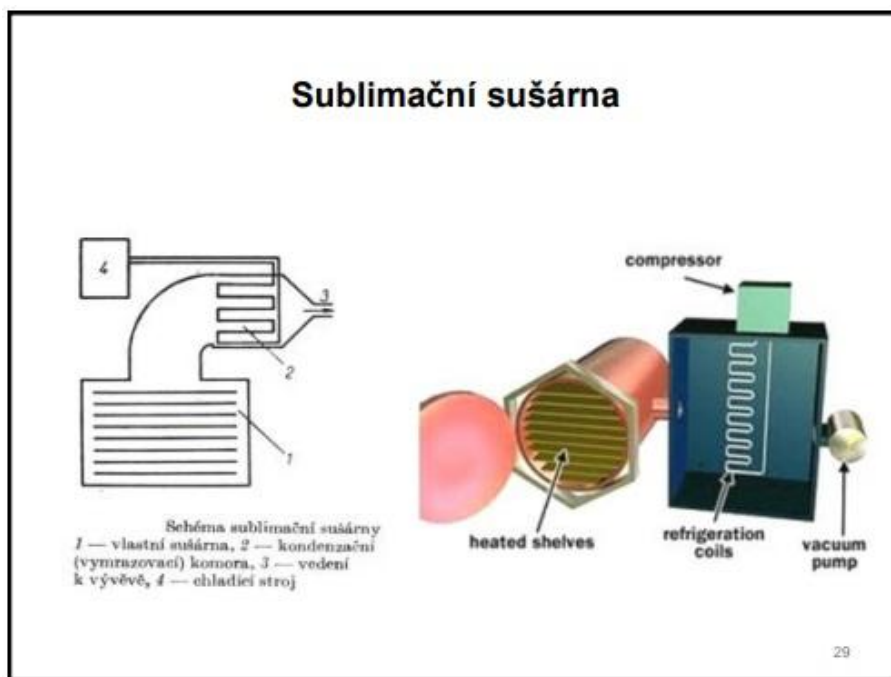 Sublimační sušárna
4
3
2
1
Schéma sublimační sušárny
1 — vlastní sušárna, 2 — kondenzační
(vymrazovací) komora, 3 — vedení
k vývěvě, 4 — chladicí stroj
compressor
heated shelves
refrigeration
coils
vacuum
pump
29